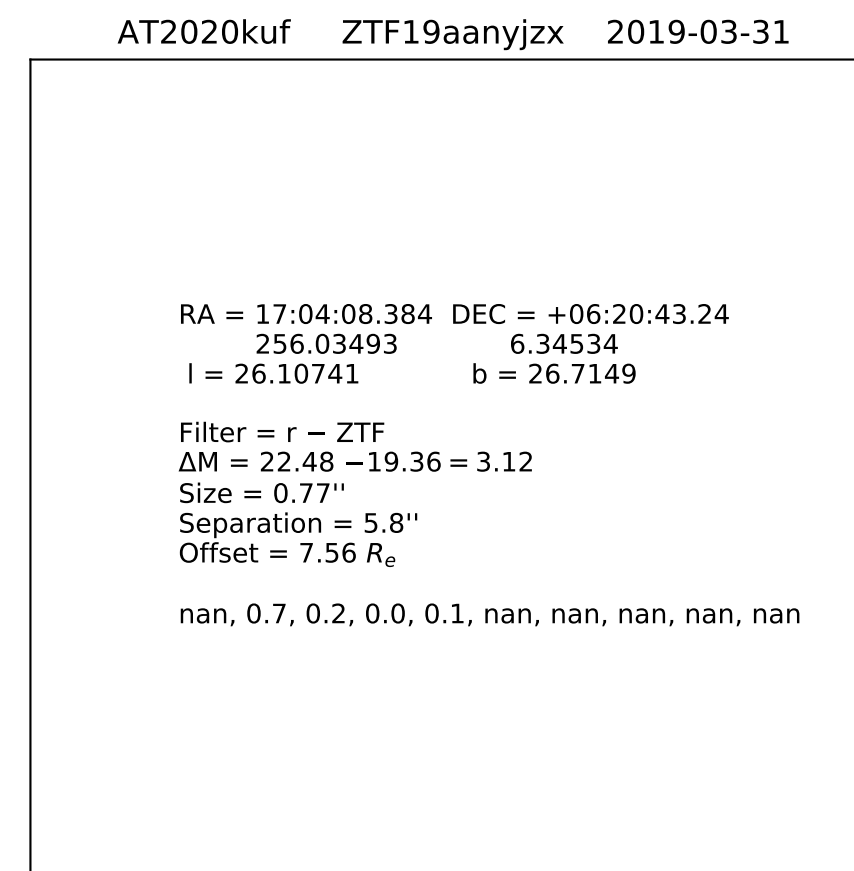 AT2020kuf ZTF19aanyjzx 2019-03-31
RA = 17:04:08.384 DEC = +06:20:43.24
256.03493 6.34534
l = 26.10741 b = 26.7149
Filter = r − ZTF
ΔM = 22.48 −19.36 = 3.12
Size = 0.77''
Separation = 5.8''
Offset = 7.56 Re
nan, 0.7, 0.2, 0.0, 0.1, nan, nan, nan, nan, nan